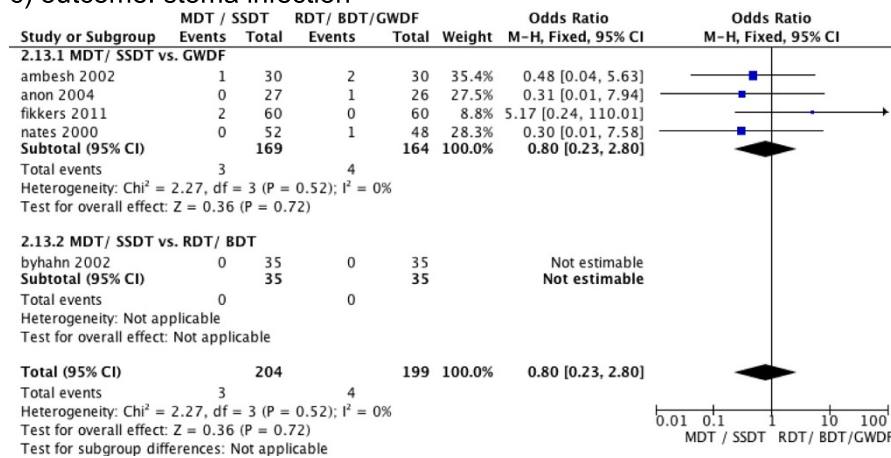 c) outcome: stoma infection
MDT / SSDT RDT/ BDT/GWDF Odds Ratio Odds Ratio
Study or Subgroup Events Total Events Total Weight M-H, Fixed, 95% CI M-H, Fixed, 95% CI
2.13.1 MDT/ SSDT vs. GWDF
ambesh 2002 1 30 2 30 35.4% 0.48 [0.04, 5.63]
anon 2004 0 27 1 26 27.5% 0.31 [0.01, 7.94]
fikkers 2011 2 60 0 60 8.8% 5.17 [0.24, 110.01]
nates 2000 0 52 1 48 28.3% 0.30 [0.01, 7.58]
Subtotal (95% CI) 169 164 100.0% 0.80 [0.23, 2.80]
Total events 3 4
Heterogeneity: Chi² = 2.27, df = 3 (P = 0.52); I² = 0%
Test for overall effect: Z = 0.36 (P = 0.72)
2.13.2 MDT/ SSDT vs. RDT/ BDT
byhahn 2002 0 35 0 35 Not estimable
Subtotal (95% CI) 35 35 Not estimable
Total events 0 0
Heterogeneity: Not applicable
Test for overall effect: Not applicable
Total (95% CI) 204 199 100.0% 0.80 [0.23, 2.80]
Total events 3 4
Heterogeneity: Chi² = 2.27, df = 3 (P = 0.52); I² = 0%
Test for overall effect: Z = 0.36 (P = 0.72)
Test for subgroup differences: Not applicable
0.01 0.1 1 10 100
MDT / SSDT RDT/ BDT/GWDF